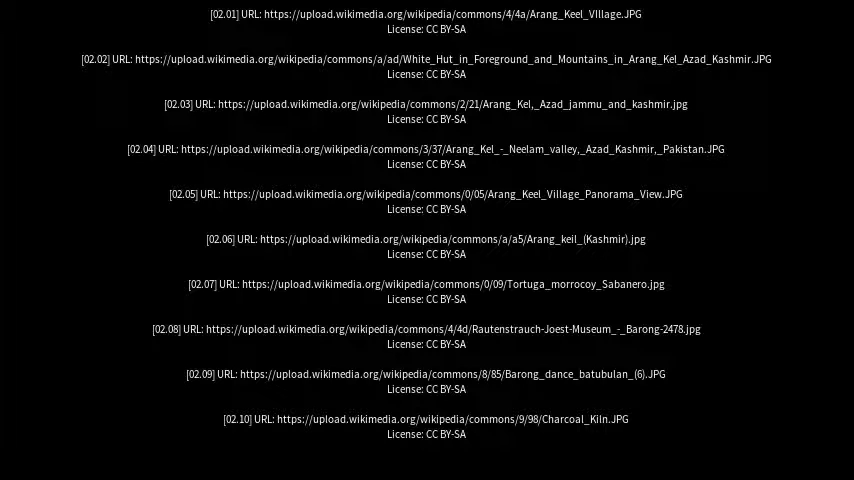 [02.01] URL: https://upload.wikimedia.org/wikipedia/commons/4/4a/Arang_Keel_VIllage.JPG
License: CC BY-SA
[02.02] URL: https://upload.wikimedia.org/wikipedia/commons/a/ad/White_Hut_in_Foreground_and_Mountains_in_Arang_Kel_Azad_Kashmir.JPG
License: CC BY-SA
[02.03] URL: https://upload.wikimedia.org/wikipedia/commons/2/21/Arang_Kel,_Azad_jammu_and_kashmir.jpg
License: CC BY-SA
[02.04] URL: https://upload.wikimedia.org/wikipedia/commons/3/37/Arang_Kel_-_Neelam_valley,_Azad_Kashmir,_Pakistan.JPG
License: CC BY-SA
[02.05] URL: https://upload.wikimedia.org/wikipedia/commons/0/05/Arang_Keel_Village_Panorama_View.JPG
License: CC BY-SA
[02.06] URL: https://upload.wikimedia.org/wikipedia/commons/a/a5/Arang_keil_(Kashmir).jpg
License: CC BY-SA
[02.07] URL: https://upload.wikimedia.org/wikipedia/commons/0/09/Tortuga_morrocoy_Sabanero.jpg
License: CC BY-SA
[02.08] URL: https://upload.wikimedia.org/wikipedia/commons/4/4d/Rautenstrauch-Joest-Museum_-_Barong-2478.jpg
License: CC BY-SA
[02.09] URL: https://upload.wikimedia.org/wikipedia/commons/8/85/Barong_dance_batubulan_(6).JPG
License: CC BY-SA
[02.10] URL: https://upload.wikimedia.org/wikipedia/commons/9/98/Charcoal_Kiln.JPG
License: CC BY-SA